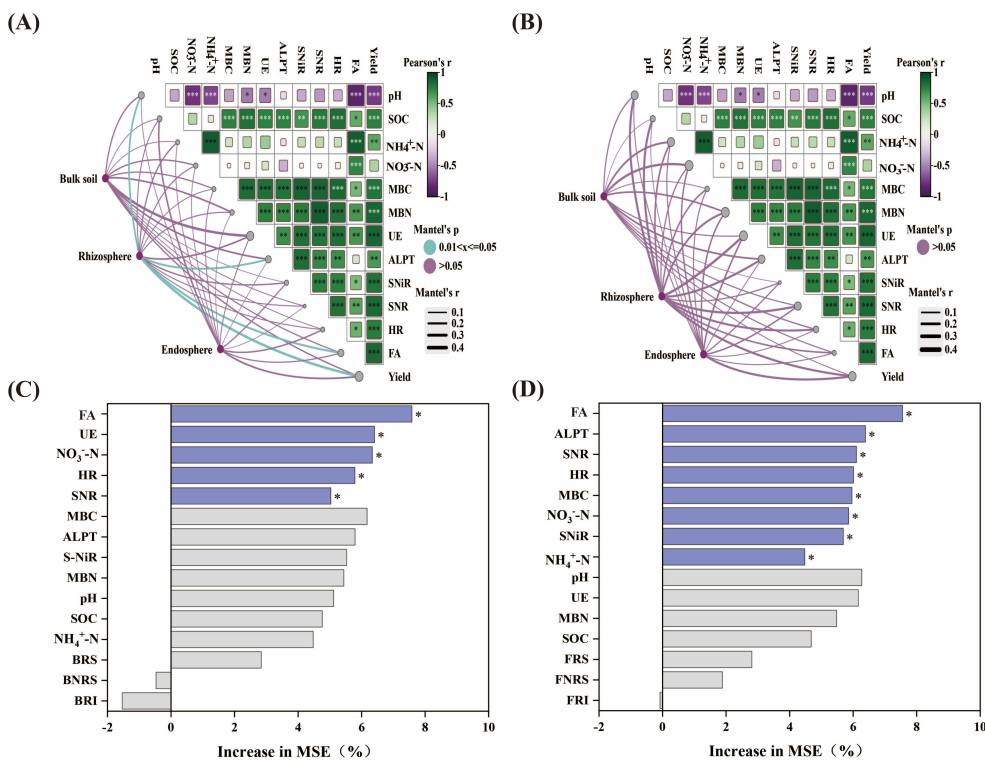 (A)
(B)
pH SOC NO3-N NH4+-N MBC MBN UE ALPT SNiR SNR HR FA Yield
pH SOC NO3-N NH4+-N MBC MBN UE ALPT SNiR SNR HR FA Yield
pH
SOC
NH4+-N
NO3--N
MBC
MBN
UE
ALPT
SNiR
SNR
HR
FA
Yield
Bulk soil
Rhizosphere
Endosphere
Pearson's r
1
0.5
0
-0.5
-1
Mantel's p
0.01<x<=0.05
>0.05
Mantel's r
0.1
0.2
0.3
0.4
pH
SOC
NH4+-N
NO3--N
MBC
MBN
UE
ALPT
SNiR
SNR
HR
FA
Yield
Bulk soil
Rhizosphere
Endosphere
Pearson's r
1
0.5
0
-0.5
-1
Mantel's p
>0.05
Mantel's r
0.1
0.2
0.3
0.4
(C)
FA *
UE *
NO3--N *
HR *
SNR *
MBC
ALPT
S-NiR
MBN
pH
SOC
NH4+-N
BRS
BNRS
BRI
-2 0 2 4 6 8 10
Increase in MSE（%）
(D)
FA *
ALPT *
SNR *
HR *
MBC *
NO3--N *
SNiR *
NH4+-N *
pH
UE
MBN
SOC
FRS
FNRS
FRI
-2 0 2 4 6 8 10
Increase in MSE（%）